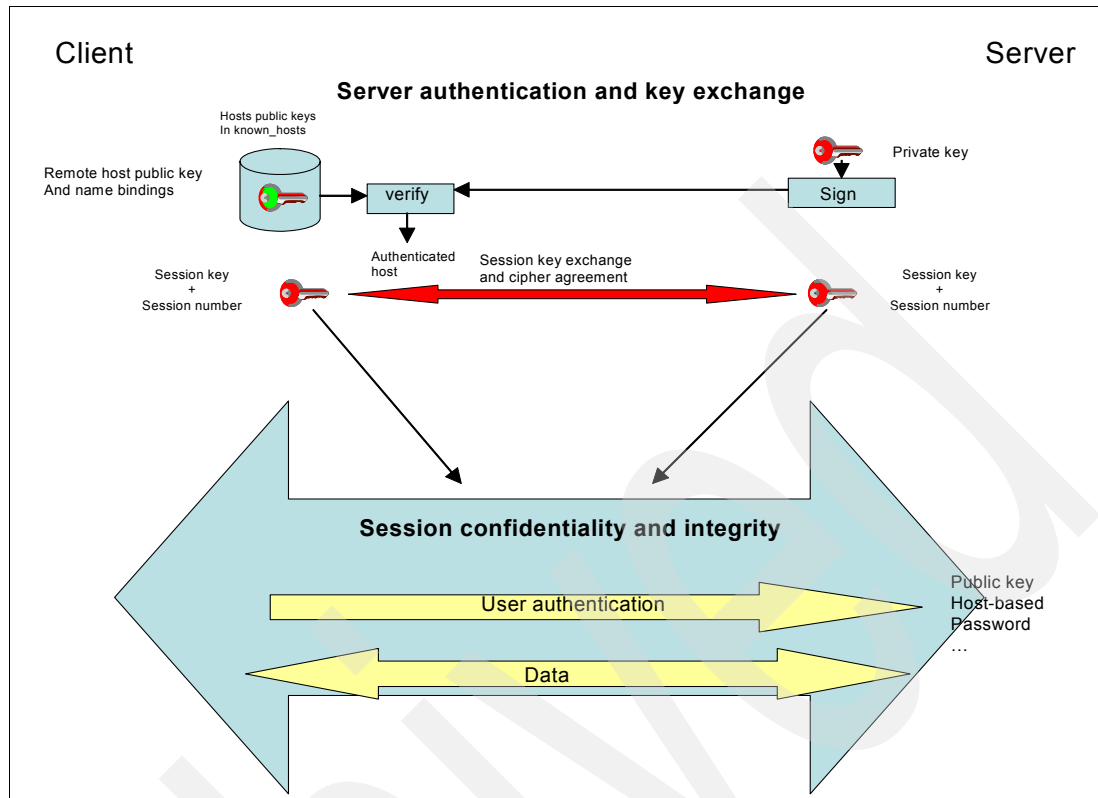 Client
Server
Server authentication and key exchange
Hosts public keys
In known_hosts
Remote host public key
And name bindings
verify
Private key
Sign
Authenticated
host
Session key exchange
and cipher agreement
Session key
+
Session number
Session key
+
Session number
Session confidentiality and integrity
User authentication
Public key
Host-based
Password
…
Data